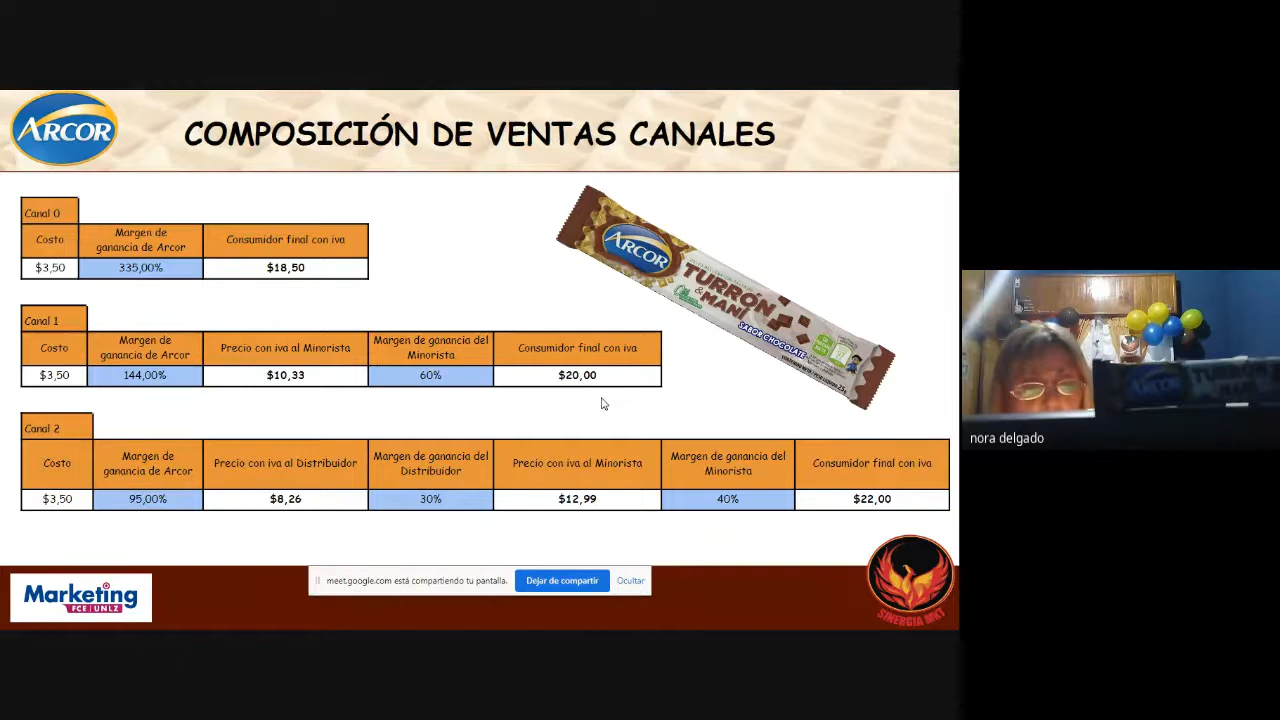 ARCOR
COMPOSICIÓN DE VENTAS CANALES
Canal 0
Costo
Margen de
ganancia de Arcor
Consumidor final con iva
$3,50
335,00%
$18,50
ARCOR
TURRÓN
& MANI
SABOR CHOCOLATE
Canal 1
Costo
Margen de
ganancia de Arcor
Precio con iva al Minorista
Margen de ganancia del
Minorista
Consumidor final con iva
$3,50
144,00%
$10,33
60%
$20,00
Canal 2
Costo
Margen de
ganancia de Arcor
Precio con iva al Distribuidor
Margen de ganancia del
Distribuidor
Precio con iva al Minorista
Margen de ganancia del
Minorista
Consumidor final con iva
$3,50
95,00%
$8,26
30%
$12,99
40%
$22,00
Marketing
FCE | UNLZ
meet.google.com está compartiendo tu pantalla.
Dejar de compartir
Ocultar
SINERGIA MKT
ARCOR
TURRÓN
nora delgado